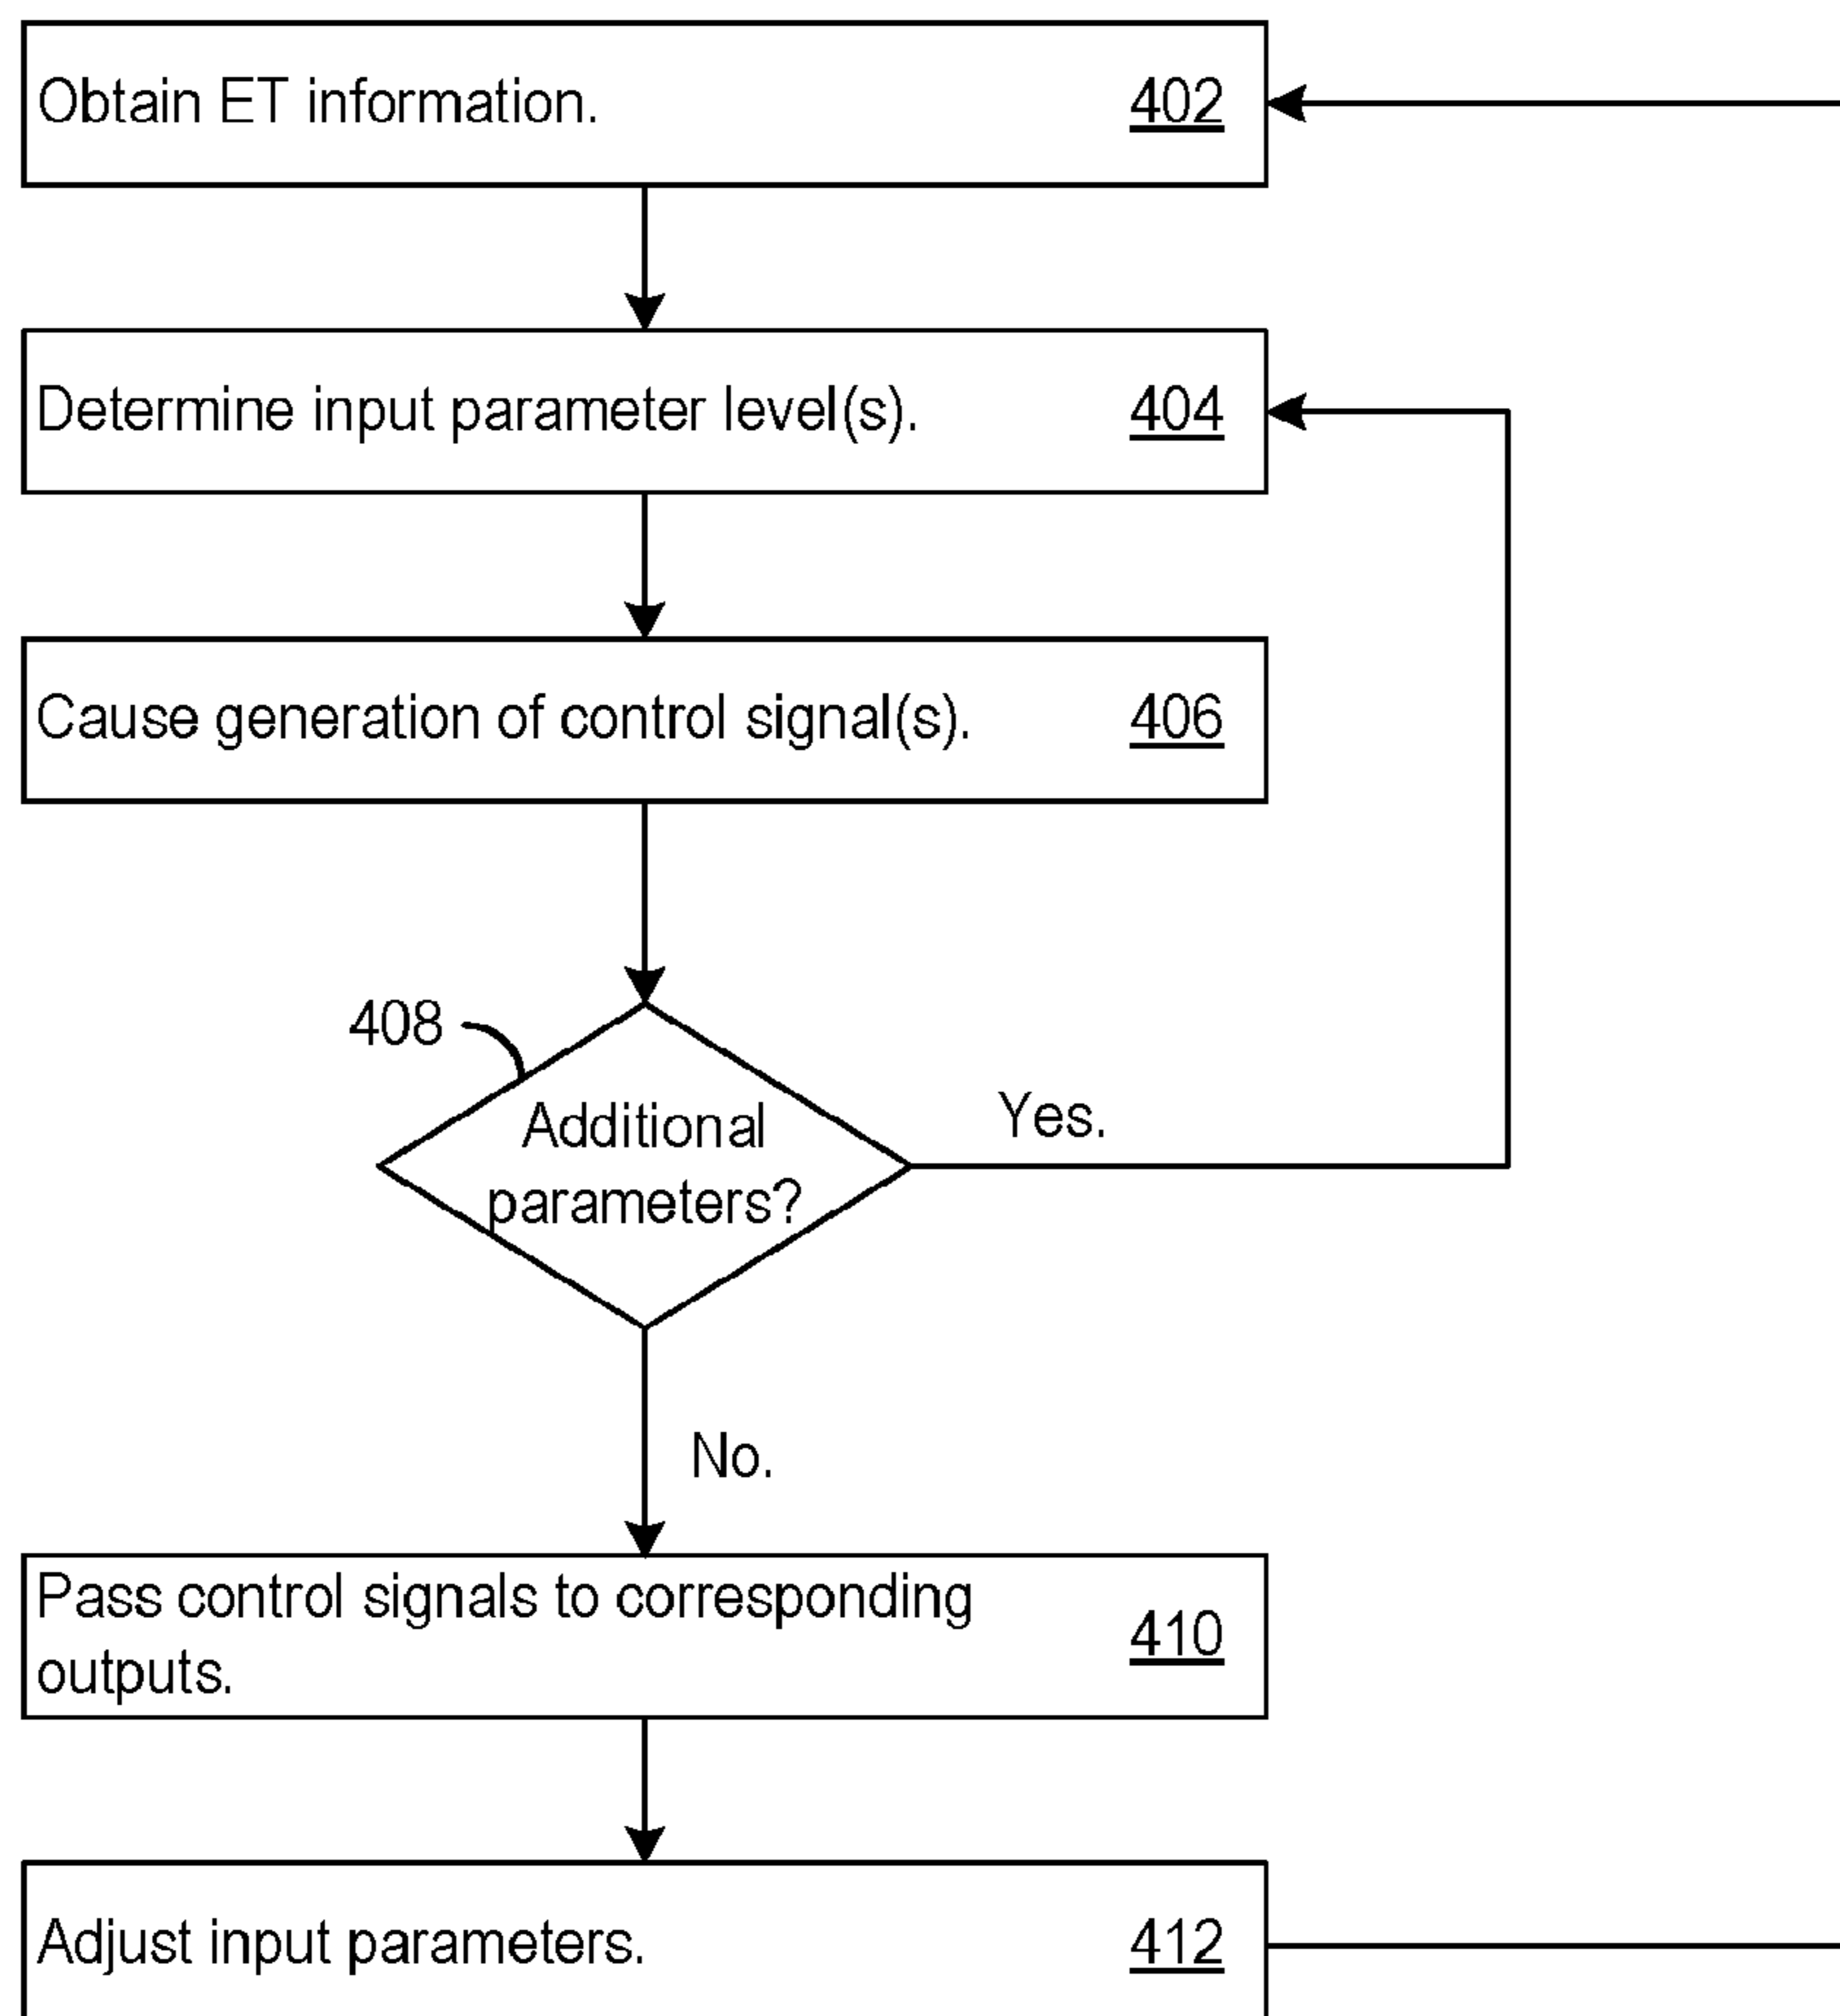 Obtain ET information. 402
Determine input parameter level(s). 404
Cause generation of control signal(s). 406
408
Additional
parameters?
Yes.
No.
Pass control signals to corresponding
outputs.
410
Adjust input parameters. 412